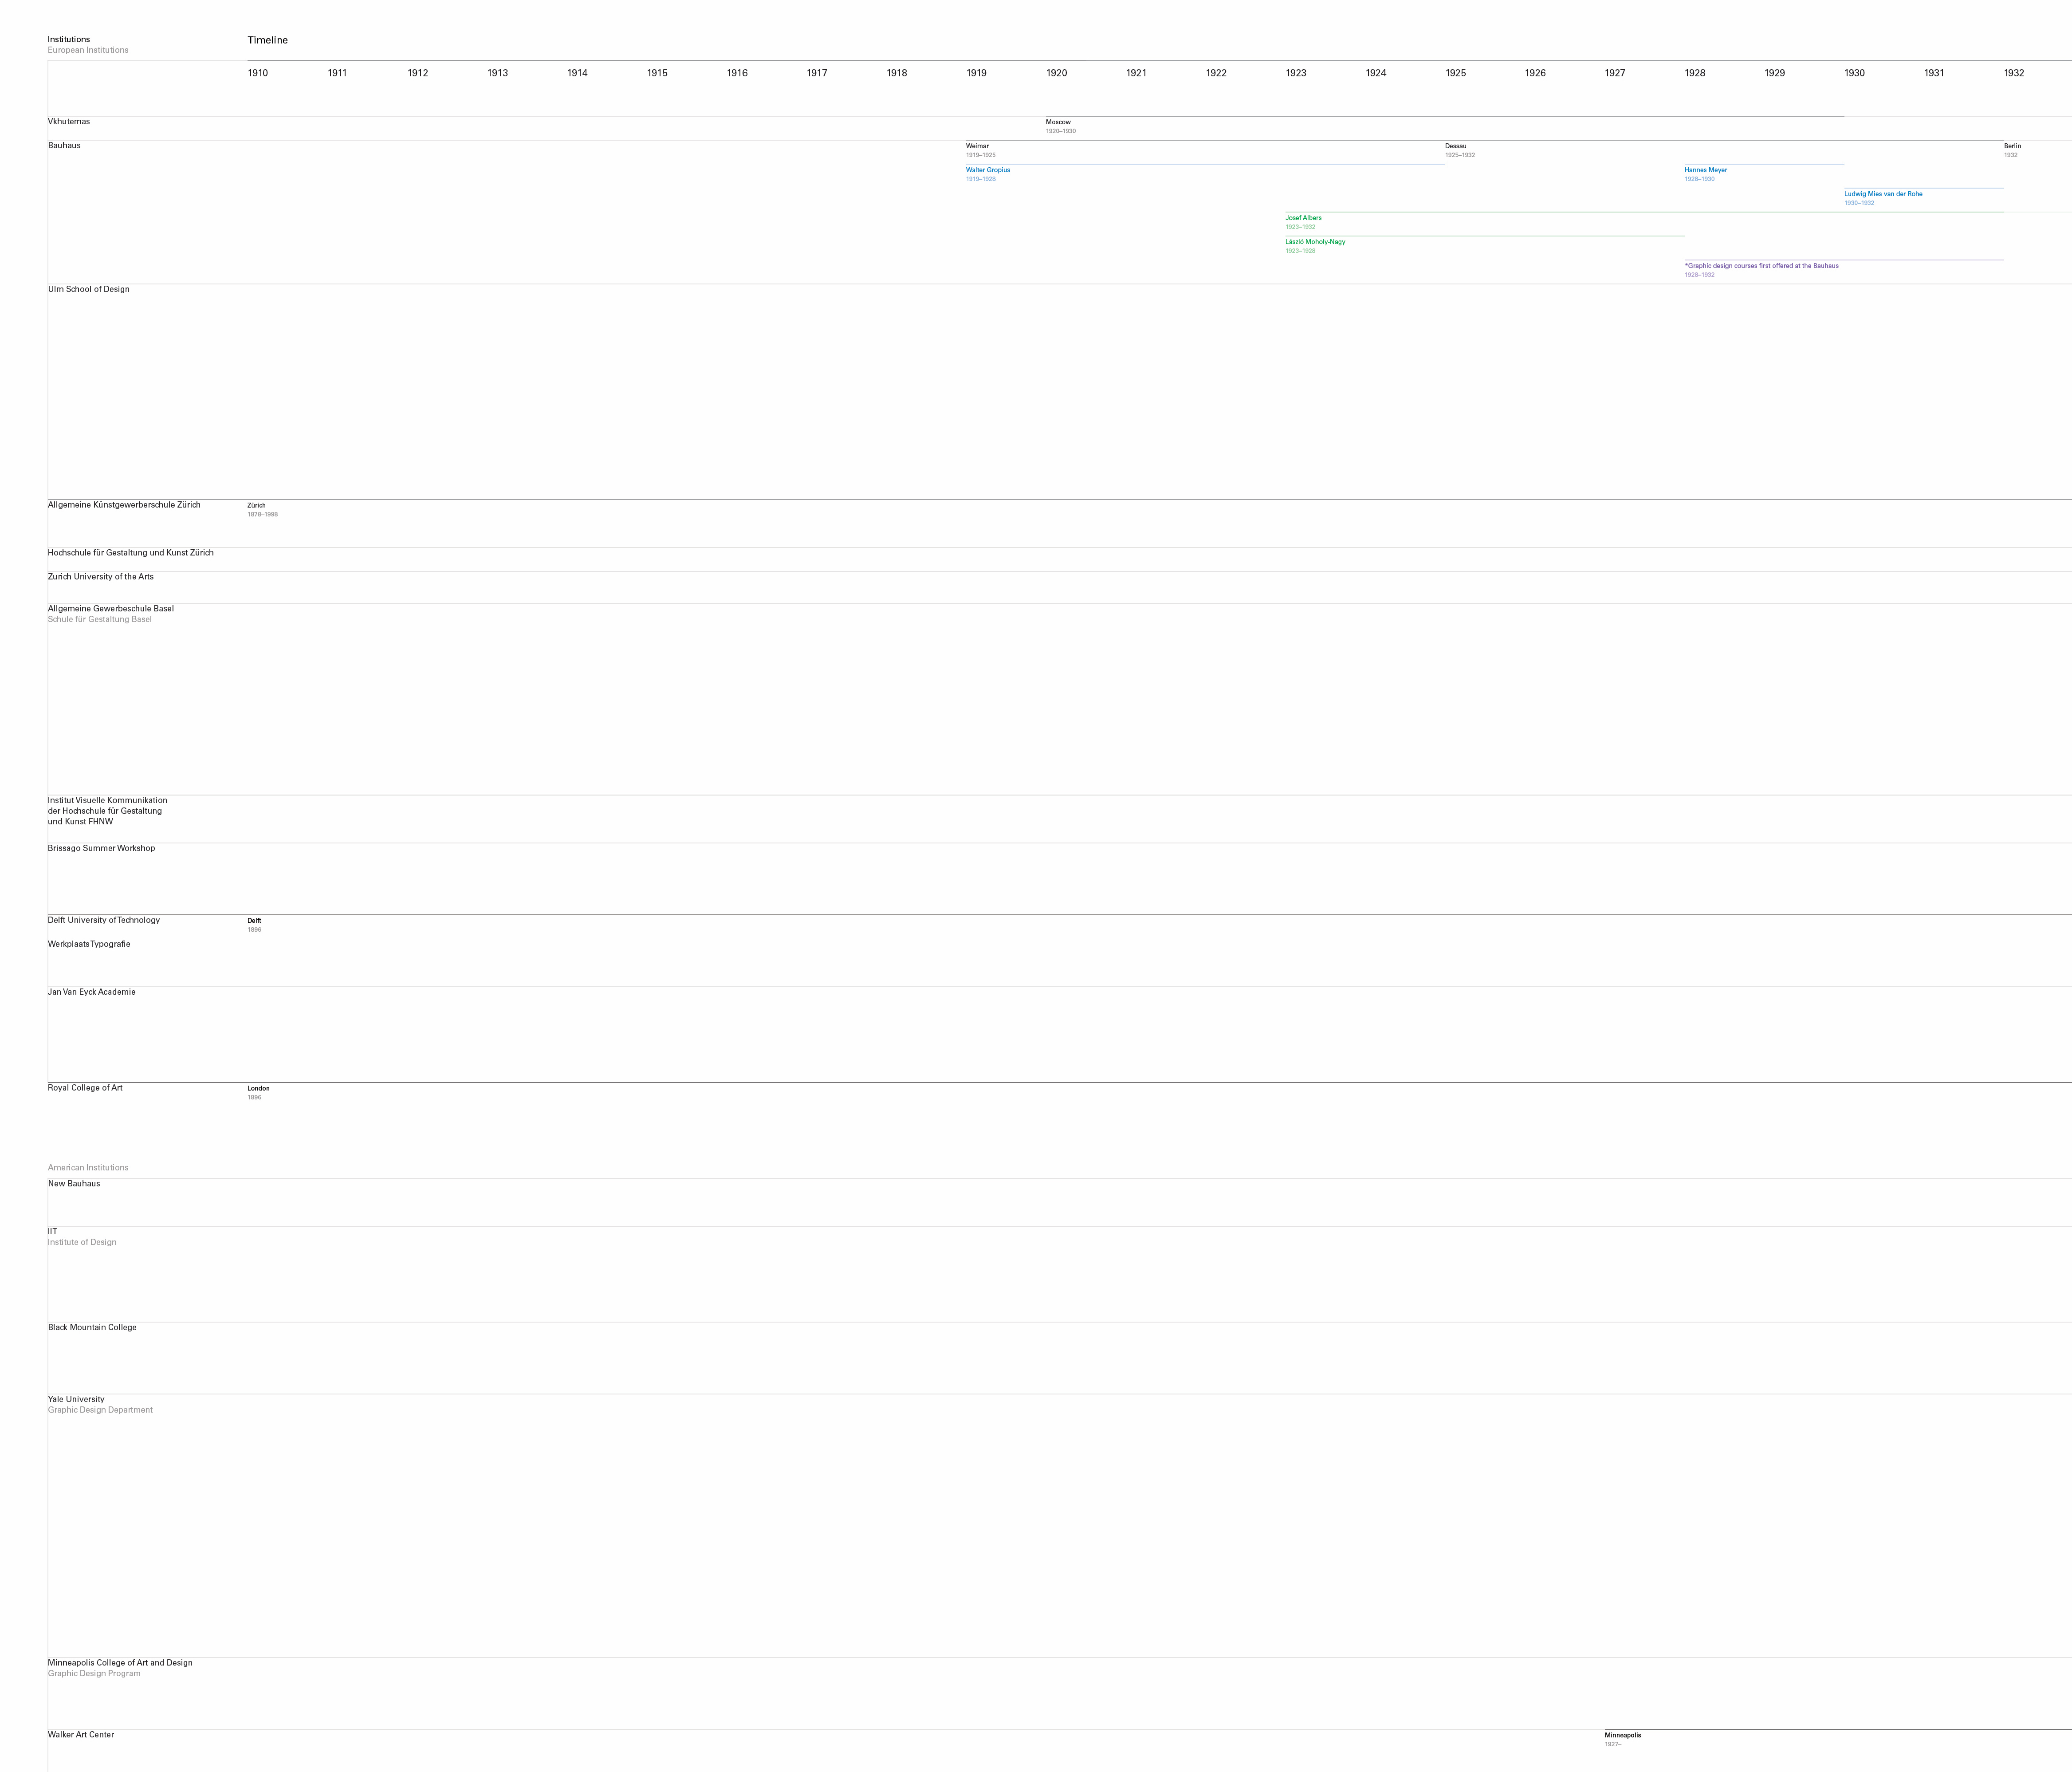 Institutions
European Institutions
Timeline
1910 1911 1912 1913 1914 1915 1916 1917 1918 1919 1920 1921 1922 1923 1924 1925 1926 1927 1928 1929 1930 1931 1932
Vkhutemas
Moscow
1920–1930
Bauhaus
Weimar
1919–1925
Dessau
1925–1932
Berlin
1932
Walter Gropius
1919–1928
Hannes Meyer
1928–1930
Ludwig Mies van der Rohe
1930–1932
Josef Albers
1923–1932
László Moholy-Nagy
1923–1928
*Graphic design courses first offered at the Bauhaus
1928–1932
Ulm School of Design
Allgemeine Künstgewerberschule Zürich
Zürich
1878–1998
Hochschule für Gestaltung und Kunst Zürich
Zurich University of the Arts
Allgemeine Gewerbeschule Basel
Schule für Gestaltung Basel
Institut Visuelle Kommunikation
der Hochschule für Gestaltung
und Kunst FHNW
Brissago Summer Workshop
Delft University of Technology
Delft
1896
Werkplaats Typografie
Jan Van Eyck Academie
Royal College of Art
London
1896
American Institutions
New Bauhaus
IIT
Institute of Design
Black Mountain College
Yale University
Graphic Design Department
Minneapolis College of Art and Design
Graphic Design Program
Walker Art Center
Minneapolis
1927–